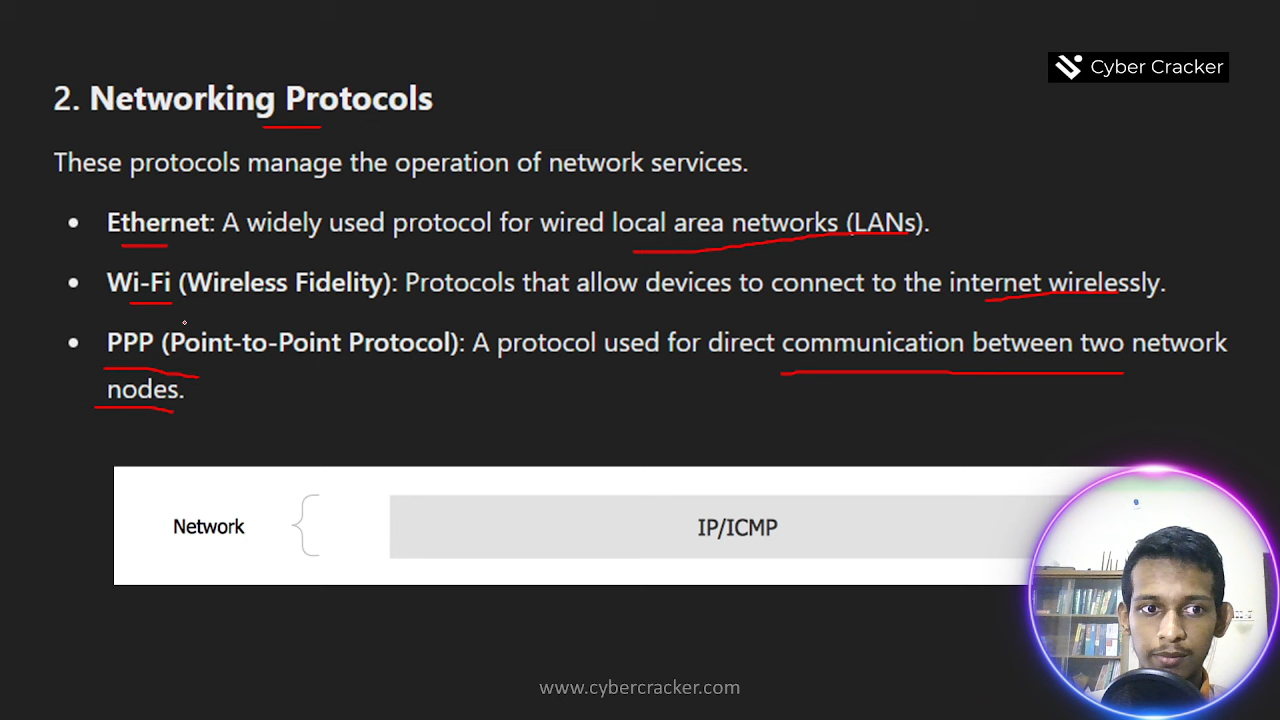 Cyber Cracker
2. Networking Protocols
These protocols manage the operation of network services.
• Ethernet: A widely used protocol for wired local area networks (LANs).
• Wi-Fi (Wireless Fidelity): Protocols that allow devices to connect to the internet wirelessly.
• PPP (Point-to-Point Protocol): A protocol used for direct communication between two network
nodes.
Network
IP/ICMP
www.cybercracker.com